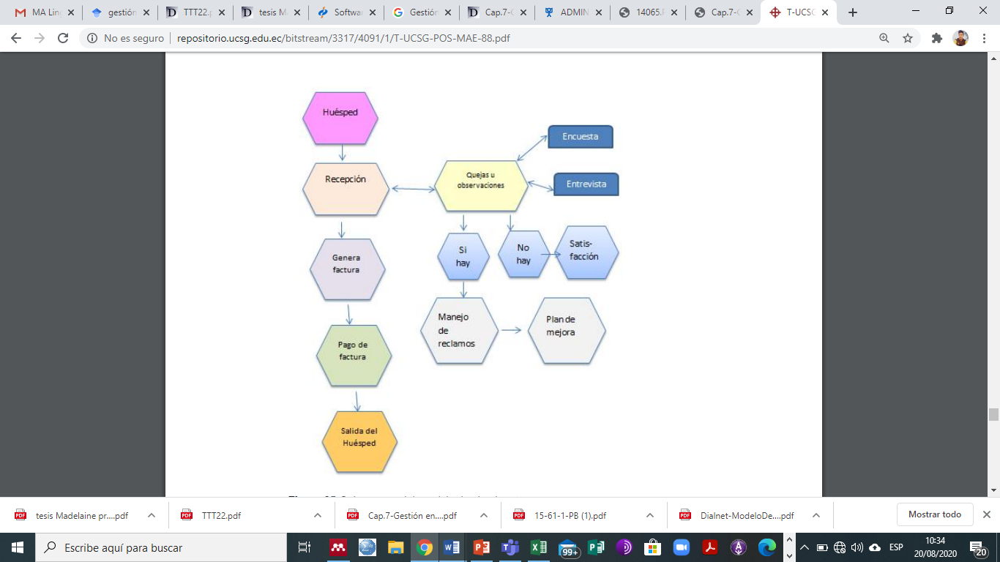 MA Lin
gestión
TTT22.p
tesis M
Softwar
Gestión
Cap.7-G
ADMIN
14065.
Cap.7-G
T-UCSG
No es seguro
repositorio.ucsg.edu.ec/bitstream/3317/4091/1/T-UCSG-POS-MAE-88.pdf
Huésped
Encuesta
Recepción
Quejas u
observaciones
Entrevista
Genera
factura
Si
hay
No
hay
Satis-
facción
Manejo
de
reclamos
Plan de
mejora
Pago de
factura
Salida del
Huésped
tesis Madelaine pr....pdf
TTT22.pdf
Cap.7-Gestión en....pdf
15-61-1-PB (1).pdf
Dialnet-ModeloDe....pdf
Mostrar todo
Escribe aquí para buscar
99+
ESP
10:34
20/08/2020
20